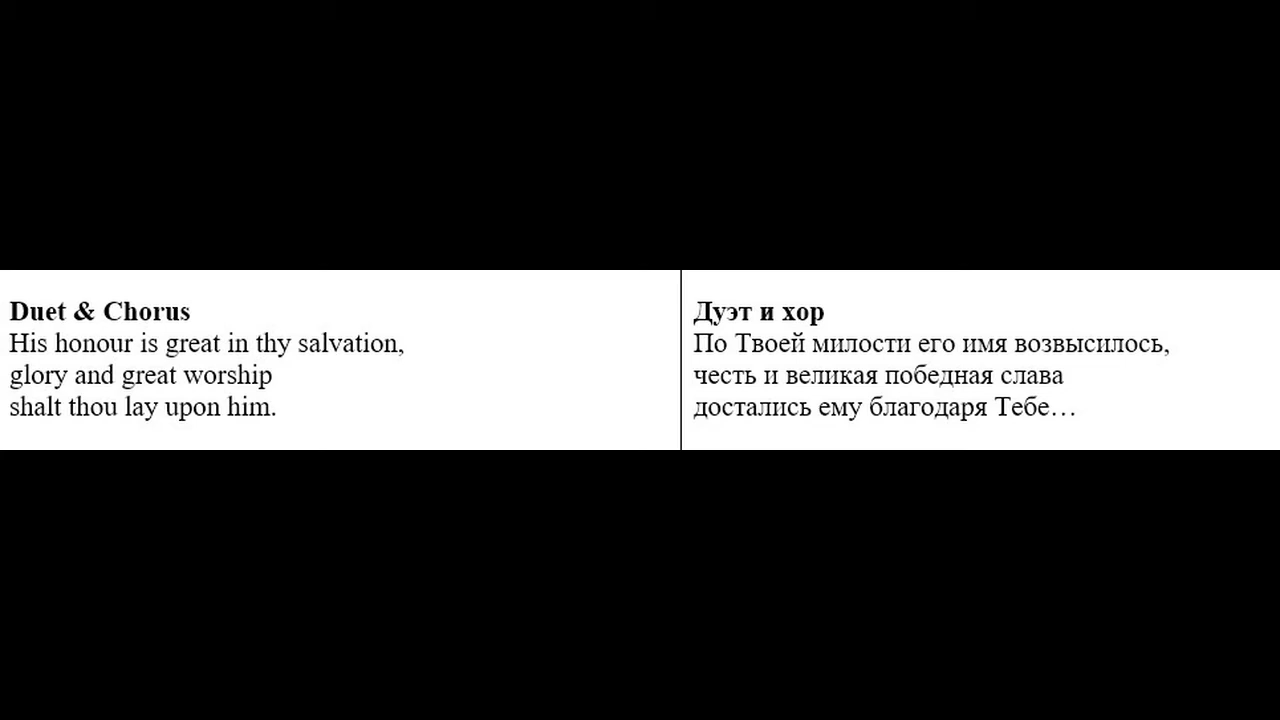 Duet & Chorus
His honour is great in thy salvation,
glory and great worship
shalt thou lay upon him.
Дуэт и хор
По Твоей милости его имя возвысилось,
честь и великая победная слава
достались ему благодаря Тебе…